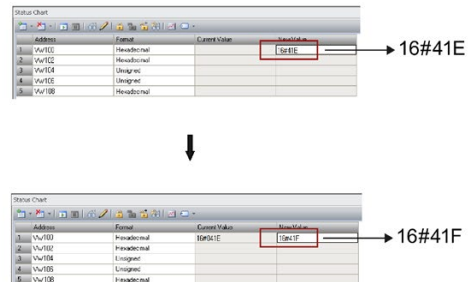 Status Chart
Address Format Current Value New Value
1 VW100 Hexadecimal 16#41E 16#41E
2 VW102 Hexadecimal
3 VW104 Unsigned
4 VW106 Unsigned
5 VW108 Hexadecimal
Status Chart
Address Format Current Value New Value
1 VW100 Hexadecimal 16#041E 16#41F 16#41F
2 VW102 Hexadecimal
3 VW104 Unsigned
4 VW106 Unsigned
5 VW108 Hexadecimal